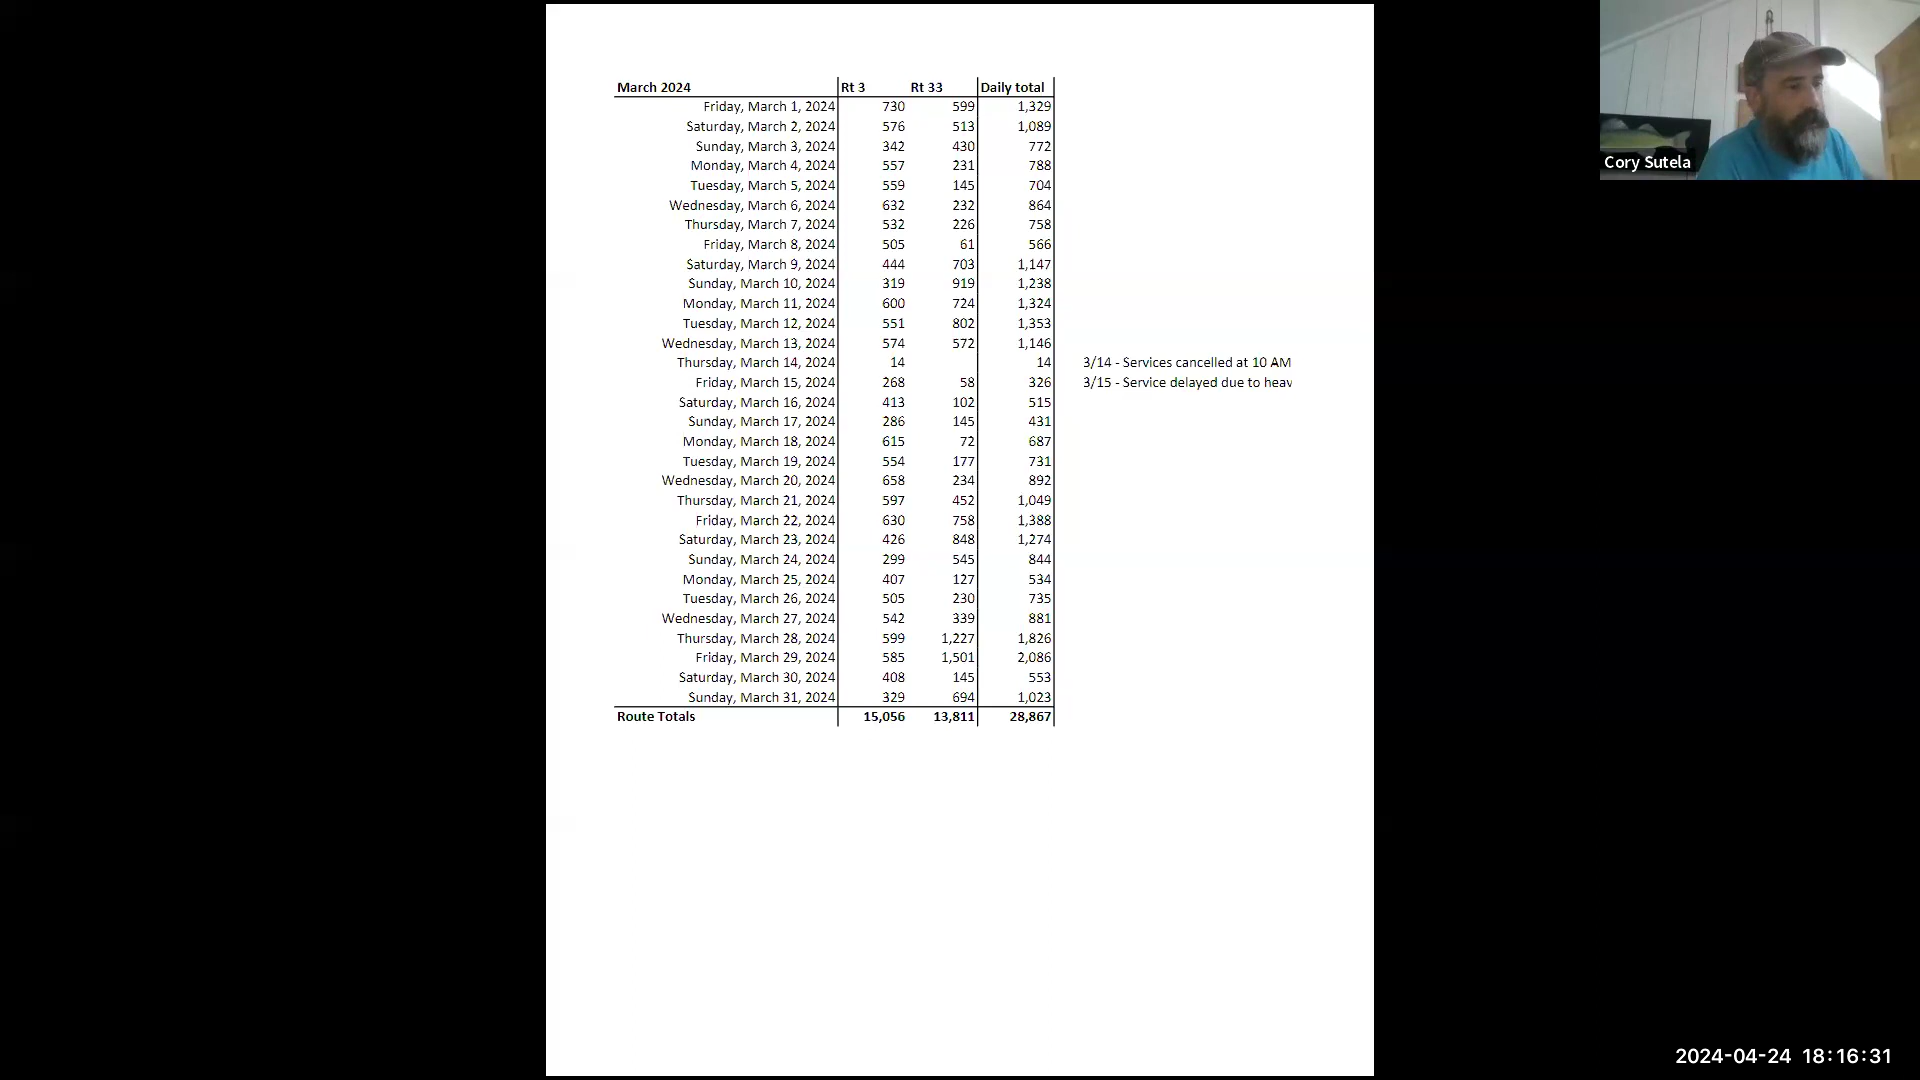 March 2024 Rt 3 Rt 33 Daily total
Friday, March 1, 2024 730 599 1,329
Saturday, March 2, 2024 576 513 1,089
Sunday, March 3, 2024 342 430 772
Monday, March 4, 2024 557 231 788
Tuesday, March 5, 2024 559 145 704
Wednesday, March 6, 2024 632 232 864
Thursday, March 7, 2024 532 226 758
Friday, March 8, 2024 505 61 566
Saturday, March 9, 2024 444 703 1,147
Sunday, March 10, 2024 319 919 1,238
Monday, March 11, 2024 600 724 1,324
Tuesday, March 12, 2024 551 802 1,353
Wednesday, March 13, 2024 574 572 1,146
Thursday, March 14, 2024 14 14 3/14 - Services cancelled at 10 AM
Friday, March 15, 2024 268 58 326 3/15 - Service delayed due to heav
Saturday, March 16, 2024 413 102 515
Sunday, March 17, 2024 286 145 431
Monday, March 18, 2024 615 72 687
Tuesday, March 19, 2024 554 177 731
Wednesday, March 20, 2024 658 234 892
Thursday, March 21, 2024 597 452 1,049
Friday, March 22, 2024 630 758 1,388
Saturday, March 23, 2024 426 848 1,274
Sunday, March 24, 2024 299 545 844
Monday, March 25, 2024 407 127 534
Tuesday, March 26, 2024 505 230 735
Wednesday, March 27, 2024 542 339 881
Thursday, March 28, 2024 599 1,227 1,826
Friday, March 29, 2024 585 1,501 2,086
Saturday, March 30, 2024 408 145 553
Sunday, March 31, 2024 329 694 1,023
Route Totals 15,056 13,811 28,867
Cory Sutela
2024-04-24 18:16:31